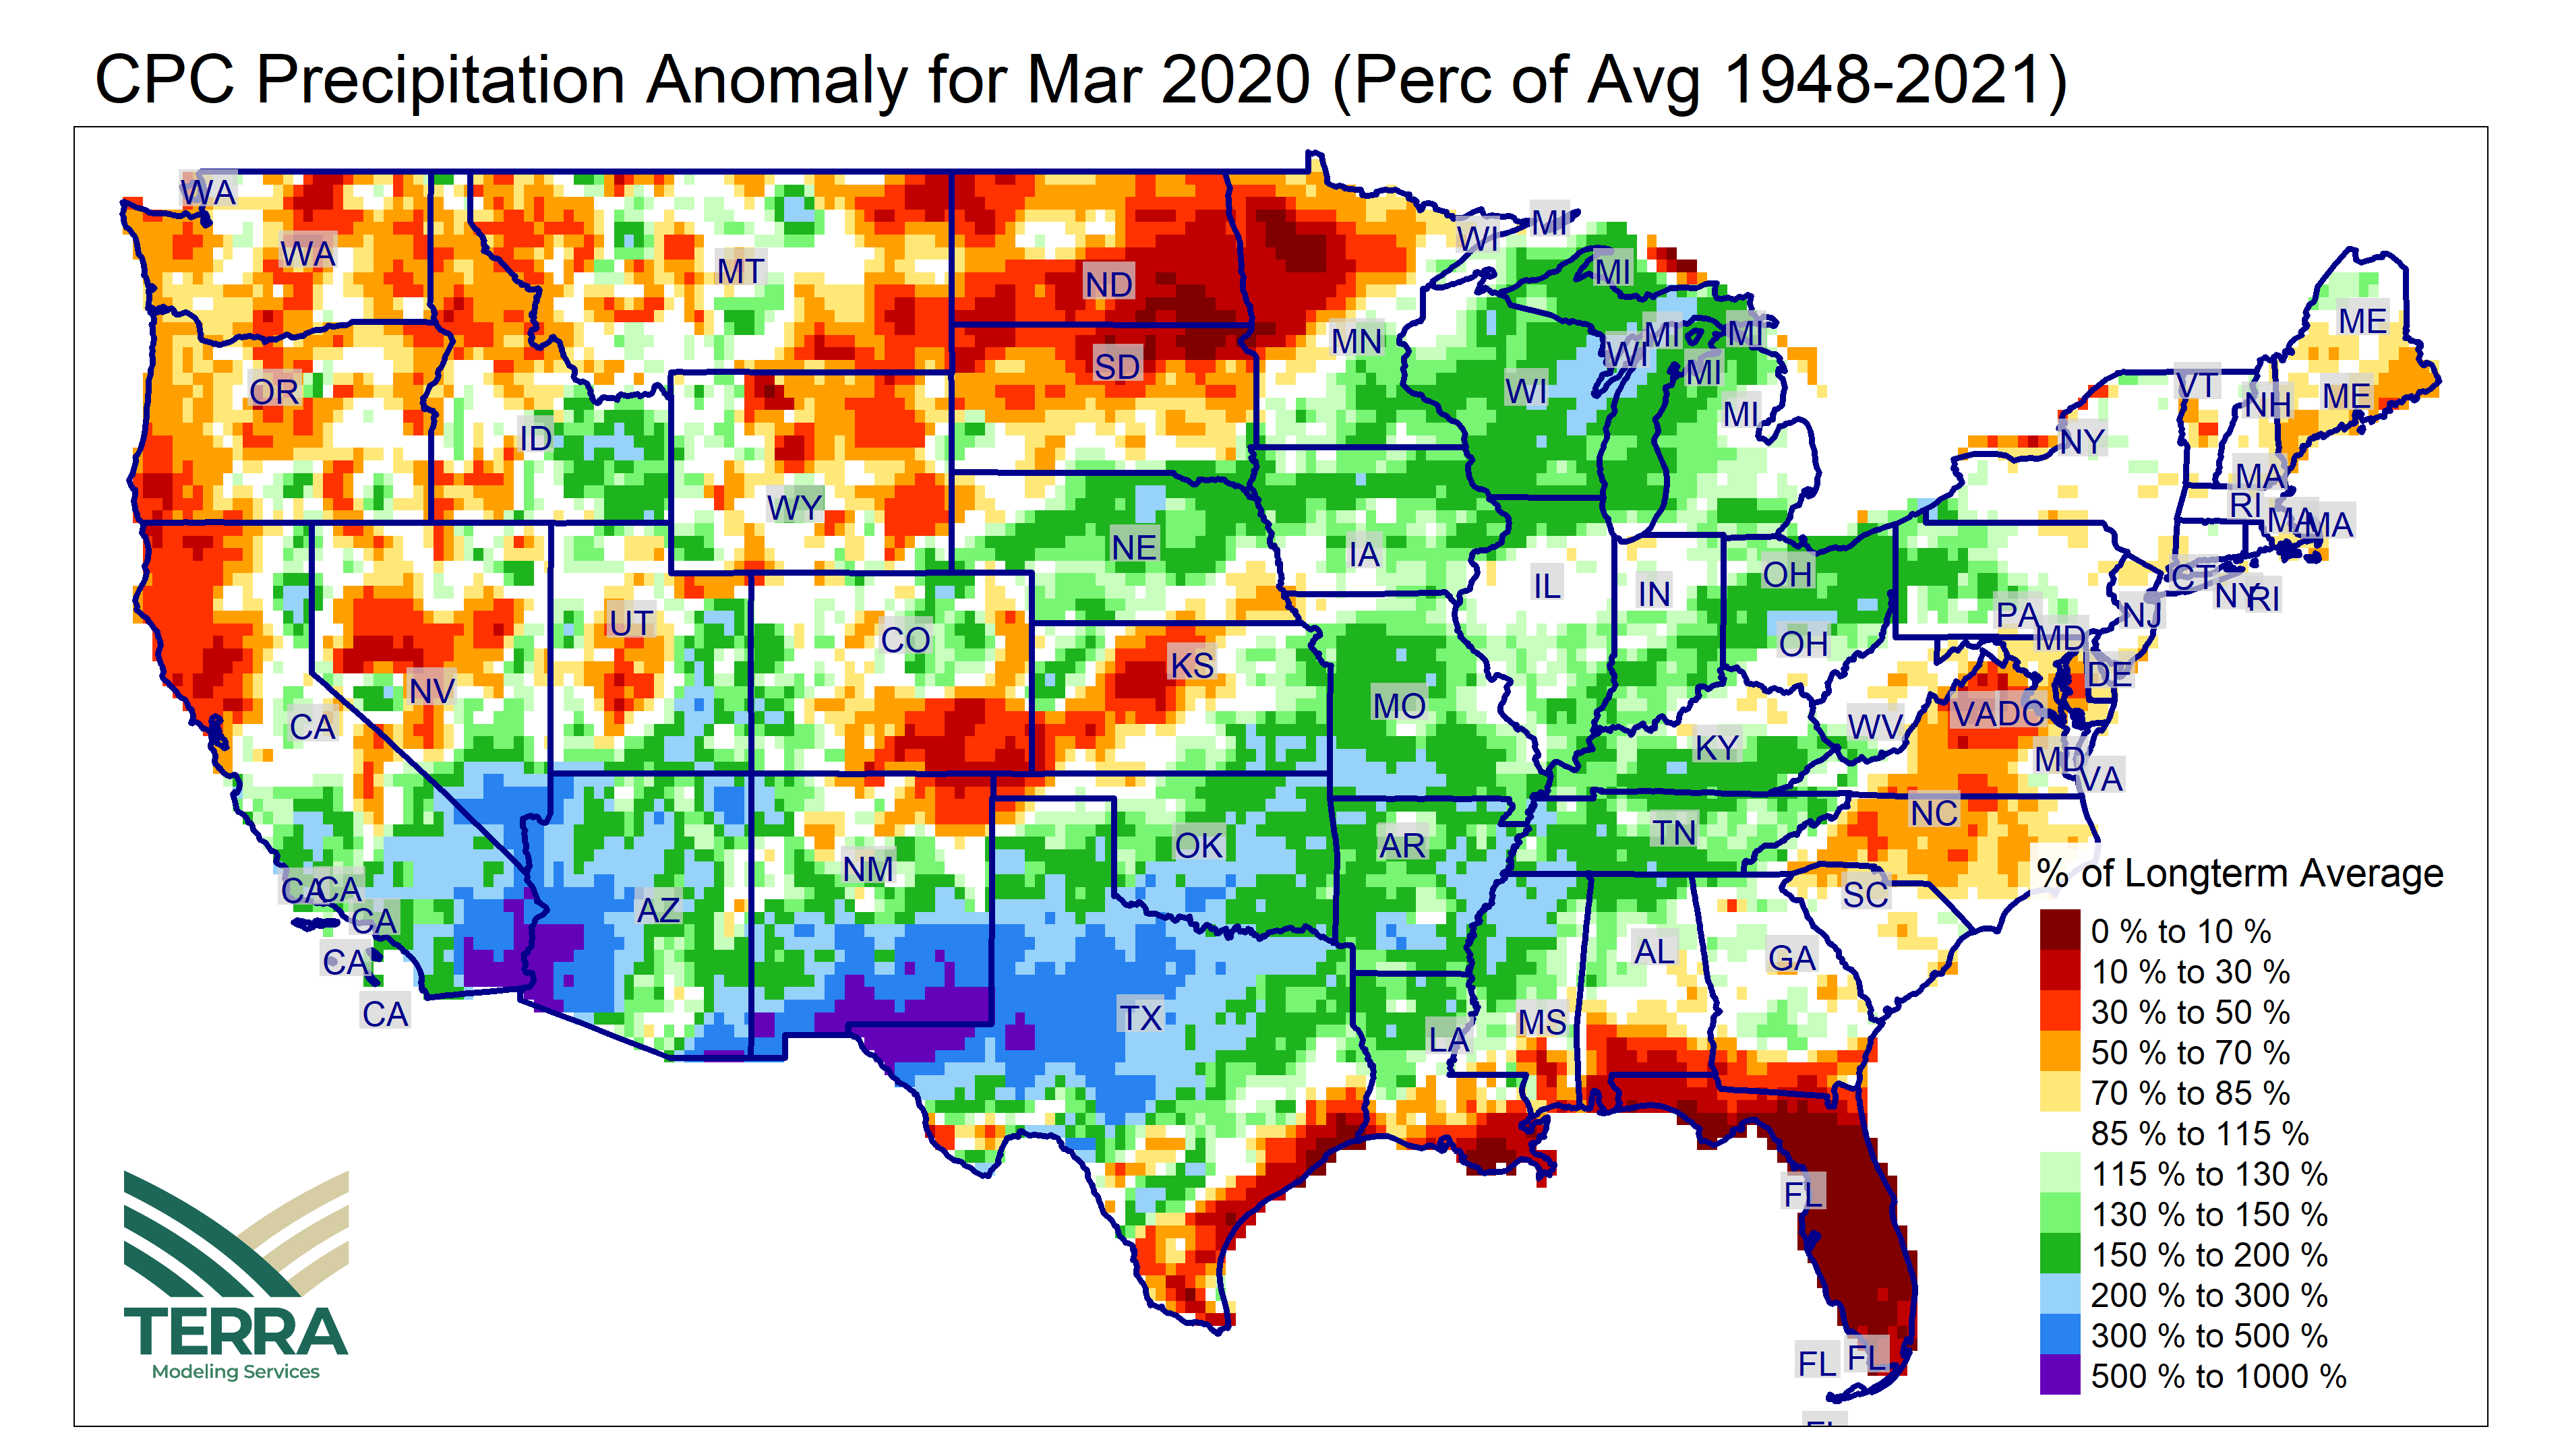 CPC Precipitation Anomaly for Mar 2020 (Perc of Avg 1948-2021)
WA
WI
MI
WA
MT
MI
ND
ME
MN
MI
MI
WI
SD
MI
OR
WI
VT
ME
NH
MI
ID
NY
MA
WY
RI
MA
MA
NE
IA
OH
IL
IN
CT
NY
RI
UT
CO
PA
NJ
MD
OH
KS
DE
NV
MO
VA
DC
CA
WV
KY
MD
VA
NC
TN
OK
AR
NM
CA
CA
SC
AZ
CA
AL
GA
CA
CA
TX
MS
LA
FL
FL
FL
% of Longterm Average
0 % to 10 %
10 % to 30 %
30 % to 50 %
50 % to 70 %
70 % to 85 %
85 % to 115 %
115 % to 130 %
130 % to 150 %
150 % to 200 %
200 % to 300 %
300 % to 500 %
500 % to 1000 %
TERRA
Modeling Services